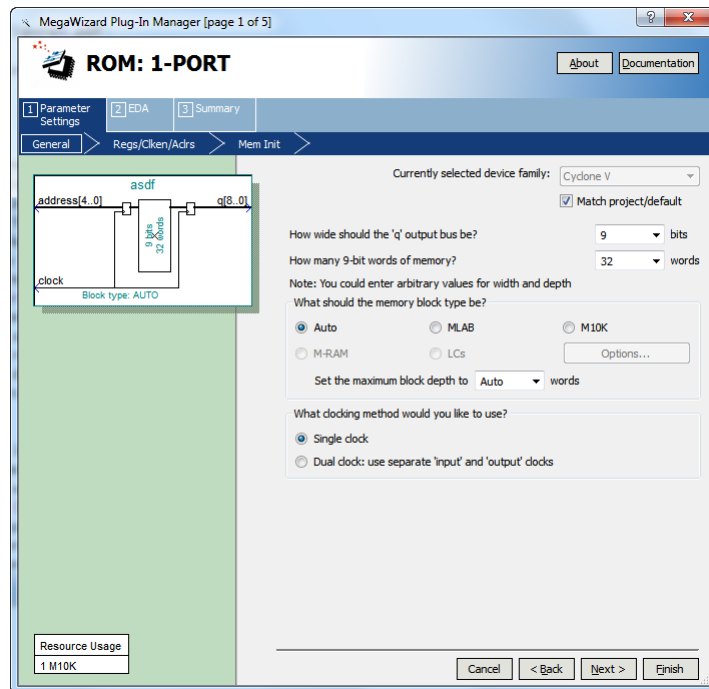 MegaWizard Plug-In Manager [page 1 of 5]
ROM: 1-PORT
About
Documentation
1 Parameter Settings
2 EDA
3 Summary
General
Regs/Clken/Aclrs
Mem Init
asdf
address[4..0]
q[8..0]
9 bits
32 words
clock
Block type: AUTO
Currently selected device family:
Cyclone V
Match project/default
How wide should the 'q' output bus be?
9
bits
How many 9-bit words of memory?
32
words
Note: You could enter arbitrary values for width and depth
What should the memory block type be?
Auto
MLAB
M10K
M-RAM
LCs
Options...
Set the maximum block depth to
Auto
words
What clocking method would you like to use?
Single clock
Dual clock: use separate 'input' and 'output' clocks
Resource Usage
1 M10K
Cancel
< Back
Next >
Finish